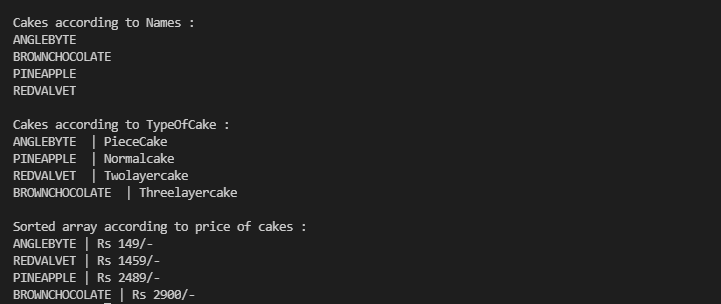 Cakes according to Names :
ANGLEBYTE
BROWNCHOCOLATE
PINEAPPLE
REDVALVET
Cakes according to TypeOfCake :
ANGLEBYTE  | PieceCake
PINEAPPLE  | Normalcake
REDVALVET  | Twolayercake
BROWNCHOCOLATE  | Threelayercake
Sorted array according to price of cakes :
ANGLEBYTE | Rs 149/-
REDVALVET | Rs 1459/-
PINEAPPLE | Rs 2489/-
BROWNCHOCOLATE | Rs 2900/-